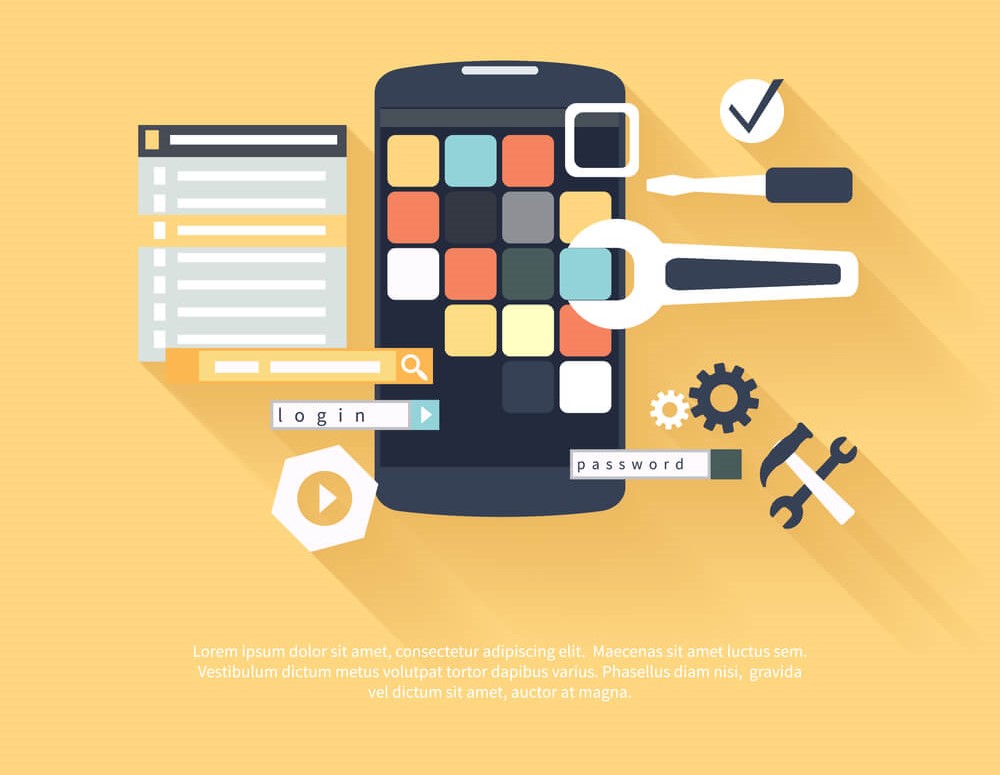 login
password
Lorem ipsum dolor sit amet, consectetur adipiscing elit.  Maecenas sit amet luctus sem.
Vestibulum dictum metus volutpat tortor dapibus varius. Phasellus diam nisi,  gravida
vel dictum sit amet, auctor at magna.